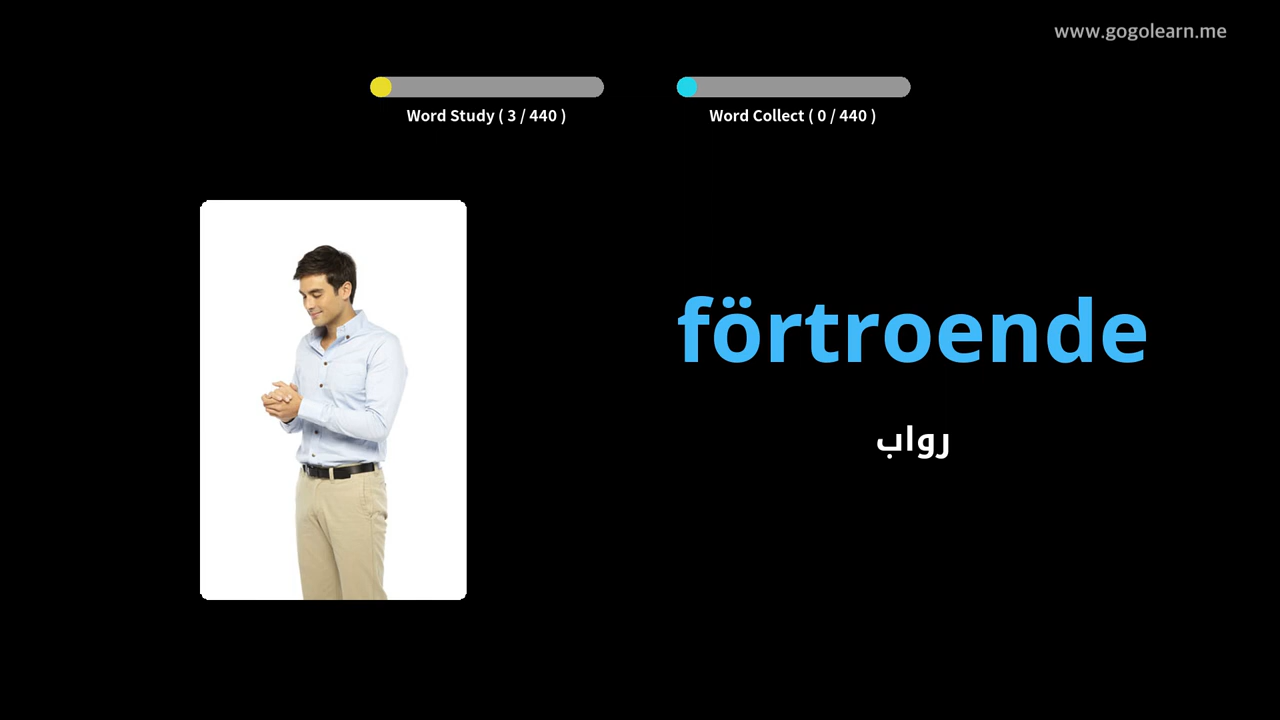 www.gogolearn.me
Word Study ( 3 / 440 )
Word Collect ( 0 / 440 )
förtroende
رواب